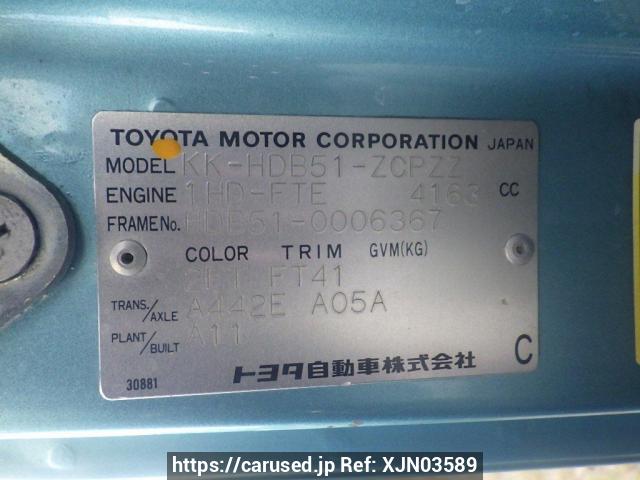 TOYOTA MOTOR CORPORATION JAPAN
MODEL KK-HDB51-ZCPZZ
ENGINE 1HD-FTE 4163 CC
FRAME No. HDB51-0006367
COLOR TRIM GVM(KG)
FT41
TRANS./AXLE A442E A05A
PLANT/BUILT A11
トヨタ自動車株式会社 C
30881
https://carused.jp Ref: XJN03589